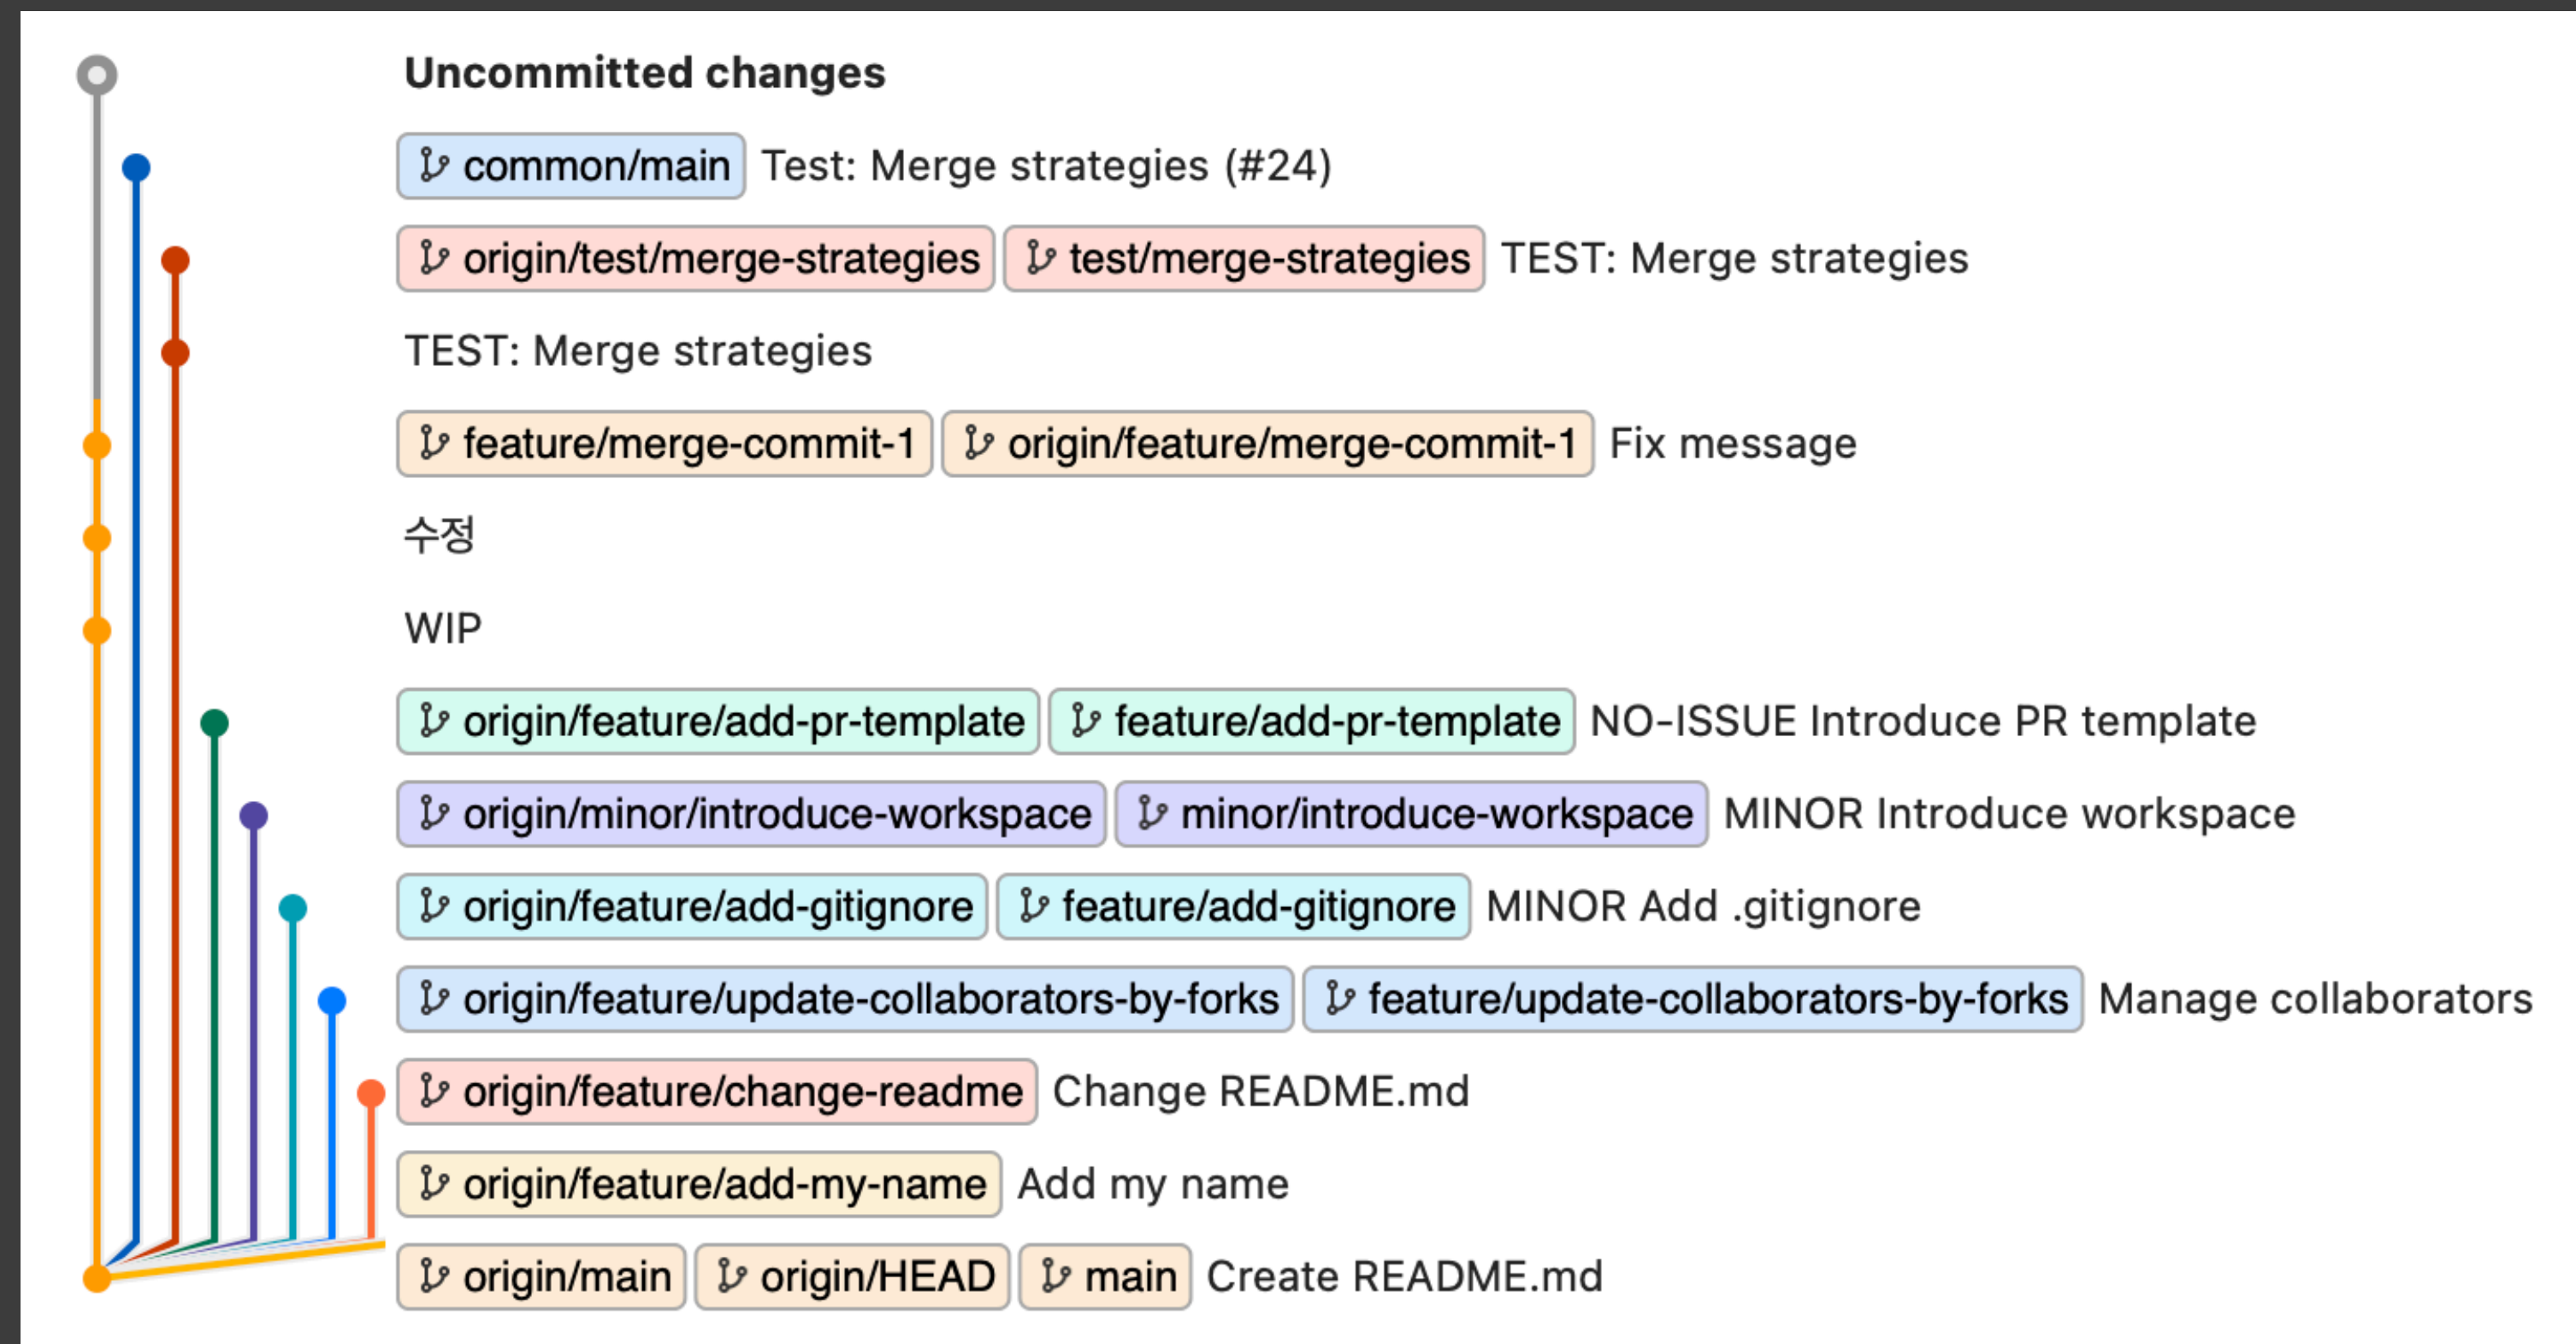 Uncommitted changes
common/main Test: Merge strategies (#24)
origin/test/merge-strategies test/merge-strategies TEST: Merge strategies
TEST: Merge strategies
feature/merge-commit-1 origin/feature/merge-commit-1 Fix message
수정
WIP
origin/feature/add-pr-template feature/add-pr-template NO-ISSUE Introduce PR template
origin/minor/introduce-workspace minor/introduce-workspace MINOR Introduce workspace
origin/feature/add-gitignore feature/add-gitignore MINOR Add .gitignore
origin/feature/update-collaborators-by-forks feature/update-collaborators-by-forks Manage collaborators
origin/feature/change-readme Change README.md
origin/feature/add-my-name Add my name
origin/main origin/HEAD main Create README.md